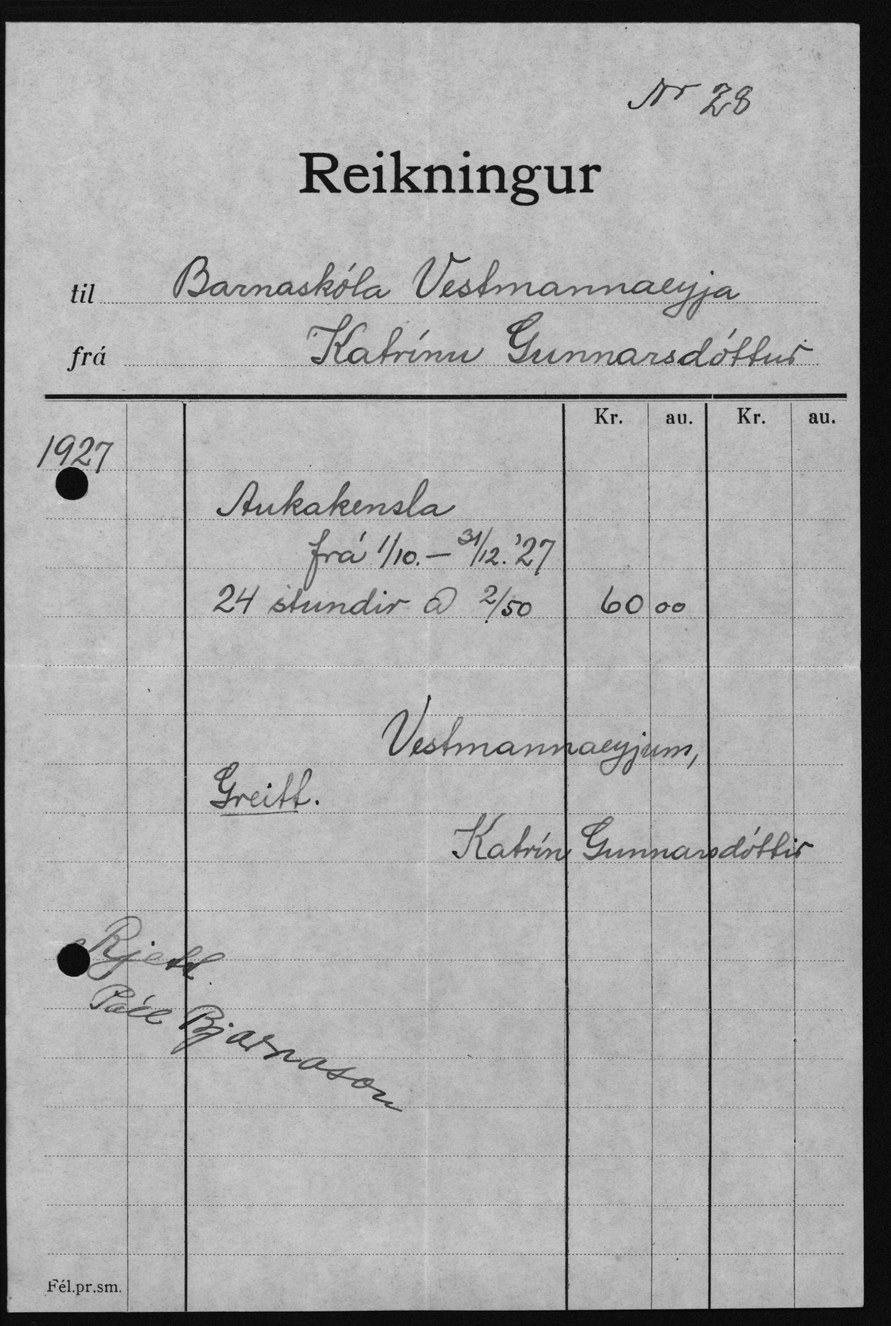 Nr 28
Reikningur
til Barnaskóla Vestmannaeyja
frá Katrínu Gunnarsdóttur
Kr. au. Kr. au.
1927
Aukakensla
frá 1/10. – 31/12. '27
24 stundir @ 2/50 60 00
Vestmannaeyjum,
Greitt.
Katrín Gunnarsdóttir
Rjett
Páll Bjarnason
Fél.pr.sm.